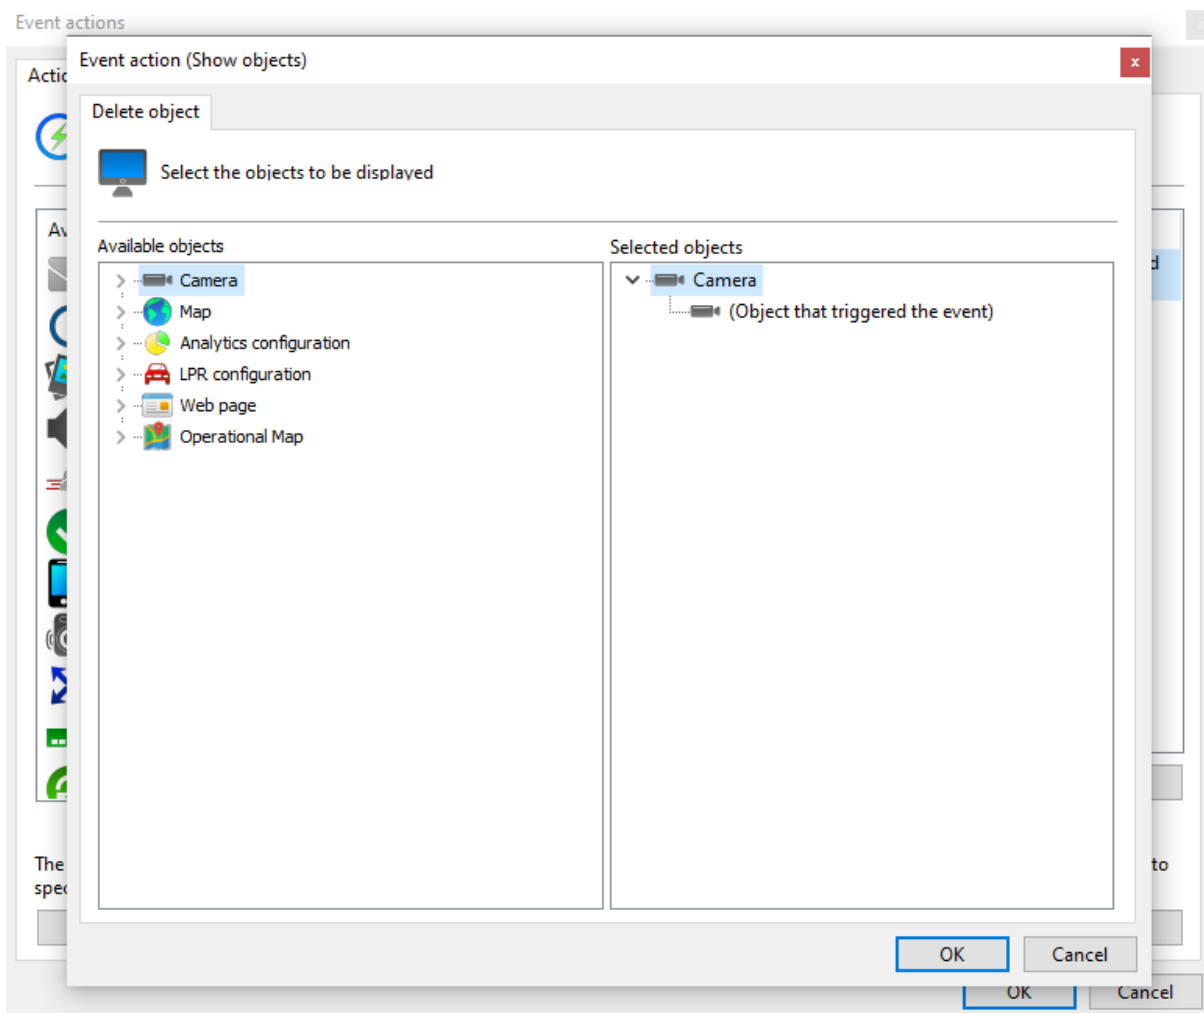 Event actions
Event action (Show objects)
x
Delete object
Select the objects to be displayed
Available objects
Camera
Map
Analytics configuration
LPR configuration
Web page
Operational Map
Selected objects
Camera
(Object that triggered the event)
The
to
OK
Cancel
OK
Cancel